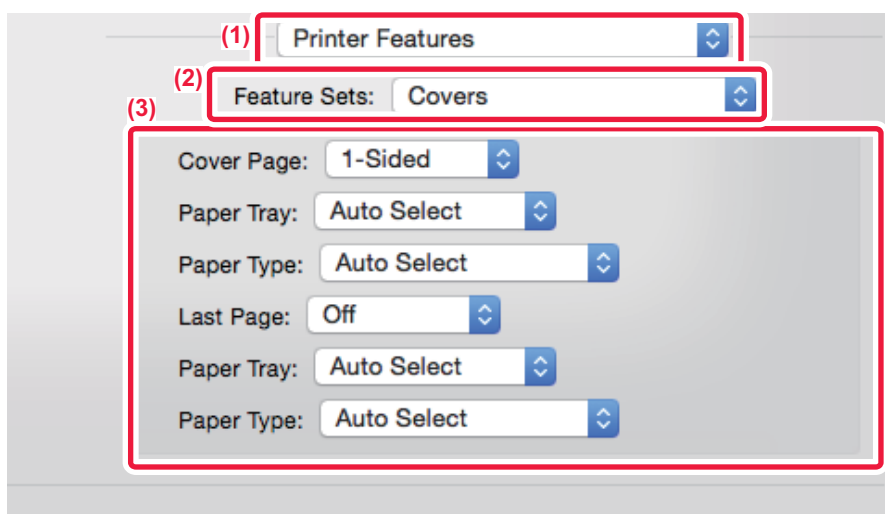 (1) Printer Features
(2) Feature Sets: Covers
(3)
Cover Page: 1-Sided
Paper Tray: Auto Select
Paper Type: Auto Select
Last Page: Off
Paper Tray: Auto Select
Paper Type: Auto Select